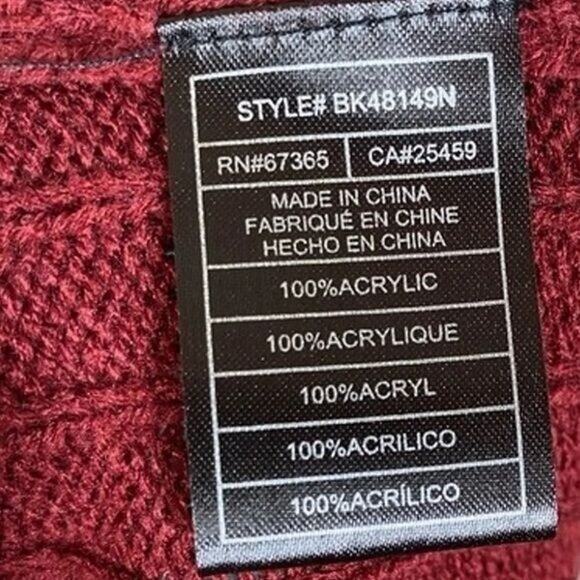 STYLE# BK48149N
RN#67365 CA#25459
MADE IN CHINA
FABRIQUÉ EN CHINE
HECHO EN CHINA
100%ACRYLIC
100%ACRYLIQUE
100%ACRYL
100%ACRILICO
100%ACRÍLICO